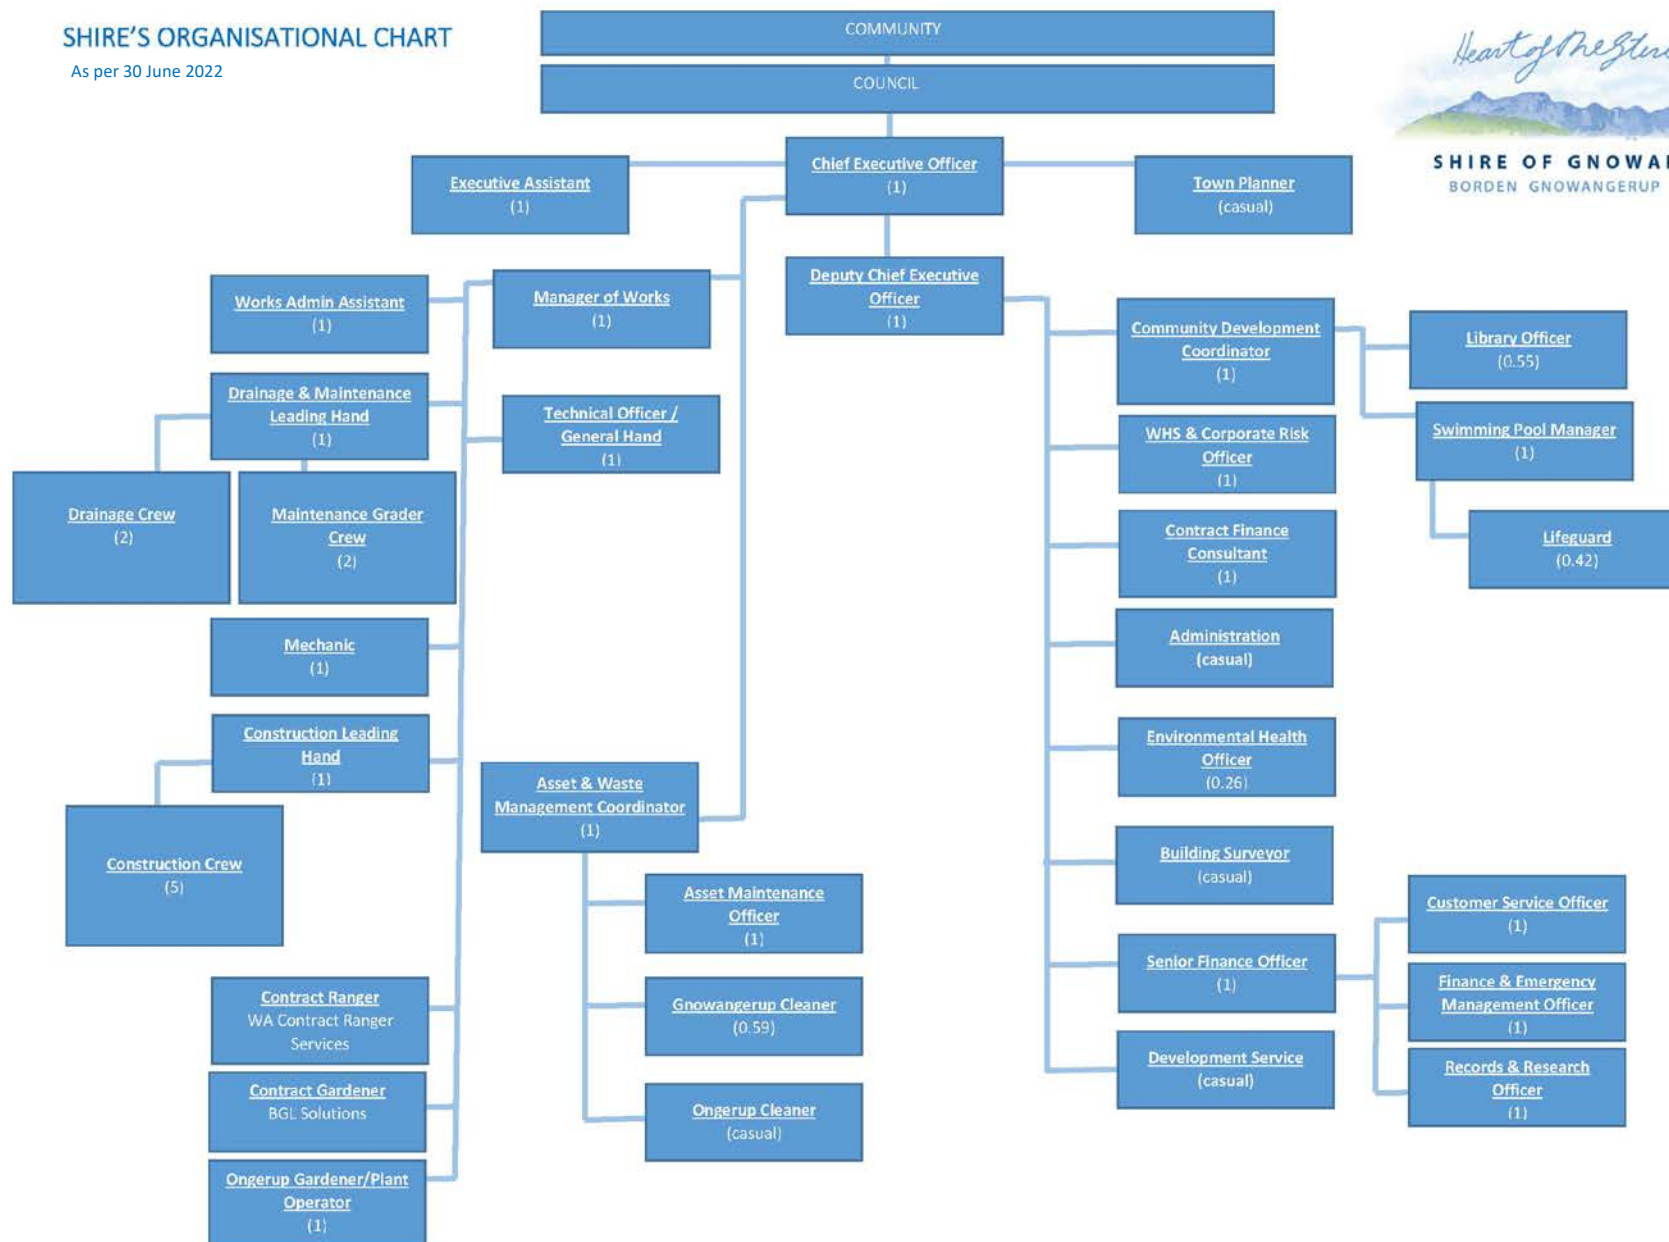 SHIRE'S ORGANISATIONAL CHART
As per 30 June 2022
COMMUNITY
COUNCIL
SHIRE OF GNOWA
BORDEN GNOWANGERUP
Chief Executive Officer
(1)
Executive Assistant
(1)
Town Planner
(casual)
Deputy Chief Executive
Officer
(1)
Manager of Works
(1)
Works Admin Assistant
(1)
Drainage & Maintenance
Leading Hand
(1)
Technical Officer /
General Hand
(1)
Drainage Crew
(2)
Maintenance Grader
Crew
(2)
Mechanic
(1)
Construction Leading
Hand
(1)
Construction Crew
(5)
Contract Ranger
WA Contract Ranger
Services
Contract Gardener
BGL Solutions
Ongerup Gardener/Plant
Operator
(1)
Asset & Waste
Management Coordinator
(1)
Asset Maintenance
Officer
(1)
Gnowangerup Cleaner
(0.59)
Ongerup Cleaner
(casual)
Community Development
Coordinator
(1)
Library Officer
(0.55)
Swimming Pool Manager
(1)
Lifeguard
(0.42)
WHS & Corporate Risk
Officer
(1)
Contract Finance
Consultant
(1)
Administration
(casual)
Environmental Health
Officer
(0.26)
Building Surveyor
(casual)
Senior Finance Officer
(1)
Customer Service Officer
(1)
Finance & Emergency
Management Officer
(1)
Records & Research
Officer
(1)
Development Service
(casual)